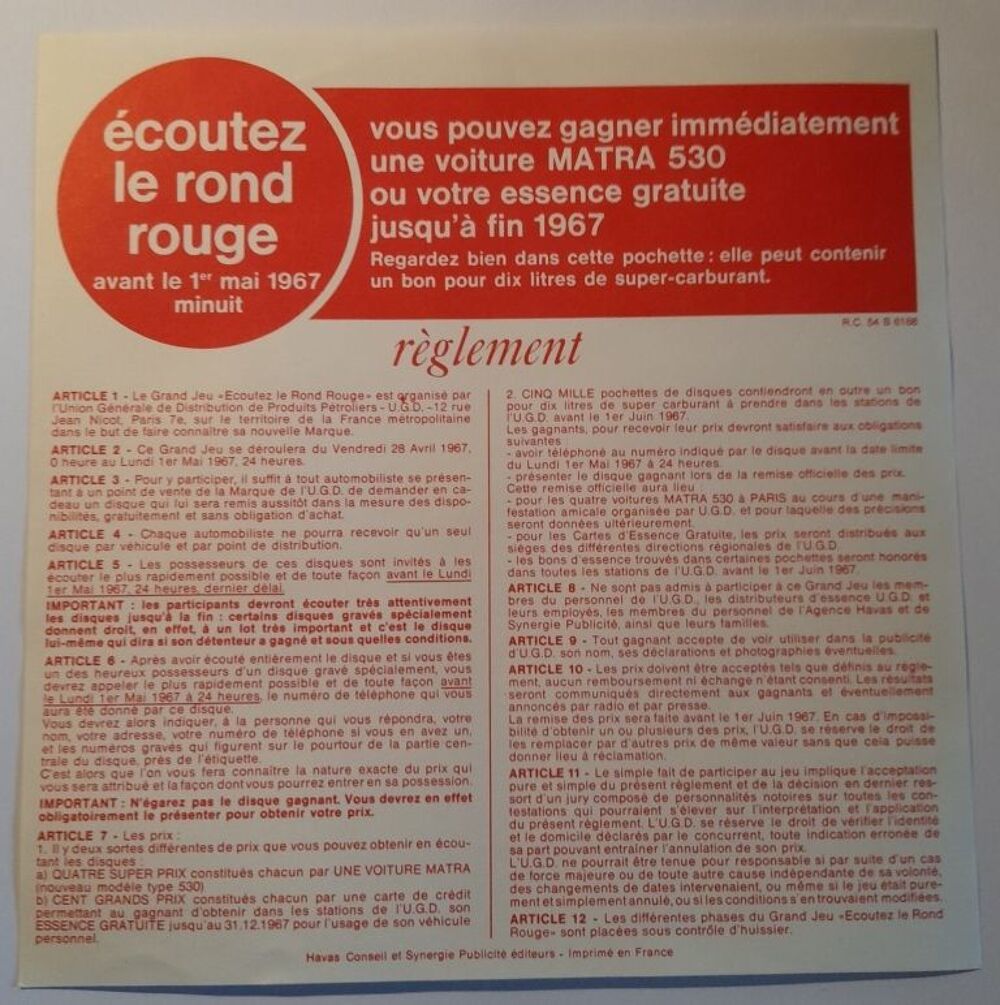 écoutez
le rond
rouge
avant le 1er mai 1967
minuit
vous pouvez gagner immédiatement
une voiture MATRA 530
ou votre essence gratuite
jusqu'à fin 1967
Regardez bien dans cette pochette : elle peut contenir
un bon pour dix litres de super-carburant.
R.C. 54 B 6168
règlement
ARTICLE 1 - Le Grand Jeu «Ecoutez le Rond Rouge» est organisé par
l'Union Générale de Distribution de Produits Pétroliers - U.G.D. - 12 rue
Jean Nicot, Paris 7e, sur le territoire de la France métropolitaine
dans le but de faire connaître sa nouvelle Marque.
ARTICLE 2 - Ce Grand Jeu se déroulera du Vendredi 28 Avril 1967,
0 heure au Lundi 1er Mai 1967, 24 heures.
ARTICLE 3 - Pour y participer, il suffit à tout automobiliste se présen-
tant à un point de vente de la Marque de l'U.G.D. de demander en ca-
deau un disque qui lui sera remis aussitôt dans la mesure des dispo-
nibilités, gratuitement et sans obligation d'achat.
ARTICLE 4 - Chaque automobiliste ne pourra recevoir qu'un seul
disque par véhicule et par point de distribution.
ARTICLE 5 - Les possesseurs de ces disques sont invités à les
écouter le plus rapidement possible et de toute façon avant le Lundi
1er Mai 1967, 24 heures, dernier délai.
IMPORTANT : les participants devront écouter très attentivement
les disques jusqu'à la fin : certains disques gravés spécialement
donnent droit, en effet, à un lot très important et c'est le disque
lui-même qui dira si son détenteur a gagné et sous quelles conditions.
ARTICLE 6 - Après avoir écouté entièrement le disque et si vous êtes
un des heureux possesseurs d'un disque gravé spécialement, vous
devrez appeler le plus rapidement possible et de toute façon avant
le Lundi 1er Mai 1967 à 24 heures, le numéro de téléphone qui vous
aura été donné par ce disque.
Vous devrez alors indiquer, à la personne qui vous répondra, votre
nom, votre adresse, votre numéro de téléphone si vous en avez un,
et les numéros gravés qui figurent sur le pourtour de la partie cen-
trale du disque, près de l'étiquette.
C'est alors que l'on vous fera connaître la nature exacte du prix qui
vous sera attribué et la façon dont vous pourrez entrer en sa possession.
IMPORTANT : N'égarez pas le disque gagnant. Vous devrez en effet
obligatoirement le présenter pour obtenir votre prix.
ARTICLE 7 - Les prix :
1. Il y deux sortes différentes de prix que vous pouvez obtenir en écou-
tant les disques :
a) QUATRE SUPER PRIX constitués chacun par UNE VOITURE MATRA
(nouveau modèle type 530)
b) CENT GRANDS PRIX constitués chacun par une carte de crédit
permettant au gagnant d'obtenir dans les stations de l'U.G.D. son
ESSENCE GRATUITE jusqu'au 31.12.1967 pour l'usage de son véhicule
personnel.
2. CINQ MILLE pochettes de disques contiendront en outre un bon
pour dix litres de super carburant à prendre dans les stations de
l'U.G.D. avant le 1er Juin 1967.
Les gagnants, pour recevoir leur prix devront satisfaire aux obligations
suivantes
- avoir téléphoné au numéro indiqué par le disque avant la date limite
du Lundi 1er Mai 1967 à 24 heures.
- présenter le disque gagnant lors de la remise officielle des prix.
Cette remise officielle aura lieu :
- pour les quatre voitures MATRA 530 à PARIS au cours d'une mani-
festation amicale organisée par U.G.D. et pour laquelle des précisions
seront données ultérieurement.
- pour les Cartes d'Essence Gratuite, les prix seront distribués aux
sièges des différentes directions régionales de l'U.G.D.
- les bons d'essence trouvés dans certaines pochettes seront honorés
dans toutes les stations de l'U.G.D. avant le 1er Juin 1967.
ARTICLE 8 - Ne sont pas admis à participer à ce Grand Jeu les mem-
bres du personnel de l'U.G.D., les distributeurs d'essence U.G.D. et
leurs employés, les membres du personnel de l'Agence Havas et de
Synergie Publicité, ainsi que leurs familles.
ARTICLE 9 - Tout gagnant accepte de voir utiliser dans la publicité
d'U.G.D. son nom, ses déclarations et photographies éventuelles.
ARTICLE 10 - Les prix doivent être acceptés tels que définis au règle-
ment, aucun remboursement ni échange n'étant consenti. Les résultats
seront communiqués directement aux gagnants et éventuellement
annoncés par radio et par presse.
La remise des prix sera faite avant le 1er Juin 1967. En cas d'impossi-
bilité d'obtenir un ou plusieurs des prix, l'U.G.D. se réserve le droit de
les remplacer par d'autres prix de même valeur sans que cela puisse
donner lieu à réclamation.
ARTICLE 11 - Le simple fait de participer au jeu implique l'acceptation
pure et simple du présent règlement et de la décision en dernier res-
sort d'un jury composé de personnalités notoires sur toutes les con-
testations qui pourraient s'élever sur l'interprétation et l'application
du présent règlement. L'U.G.D. se réserve le droit de vérifier l'identité
et le domicile déclarés par le concurrent, toute indication erronée de
sa part pouvant entraîner l'annulation de son prix.
L'U.G.D. ne pourrait être tenue pour responsable si par suite d'un cas
de force majeure ou de toute autre cause indépendante de sa volonté,
des changements de dates intervenaient, ou même si le jeu était pure-
ment et simplement annulé, ou si les conditions s'en trouvaient modifiées.
ARTICLE 12 - Les différentes phases du Grand Jeu «Ecoutez le Rond
Rouge» sont placées sous contrôle d'huissier.
Havas Conseil et Synergie Publicité éditeurs - Imprimé en France